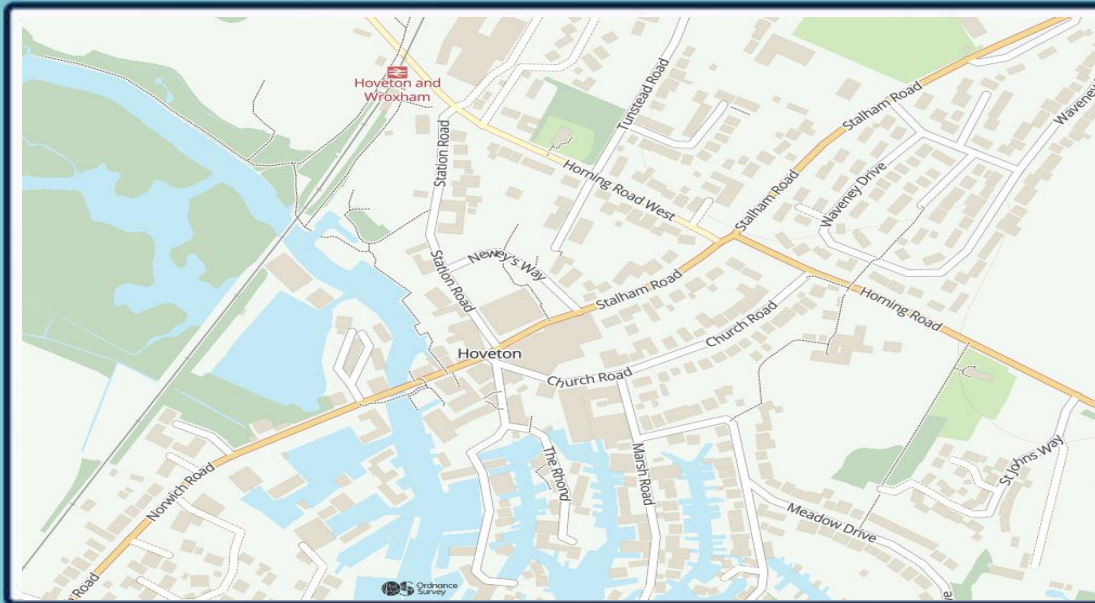 Hoveton and
Wroxham
Station Road
Tunstead Road
Stalham Road
Waveney
Horning Road West
Stalham Road
Waveney Drive
Station Road
Newey's Way
Stalham Road
Horning Road
Church Road
Hoveton
Church Road
The Rhond
Marsh Road
St Johns Way
Norwich Road
Meadow Drive
Road
Ordnance
Survey